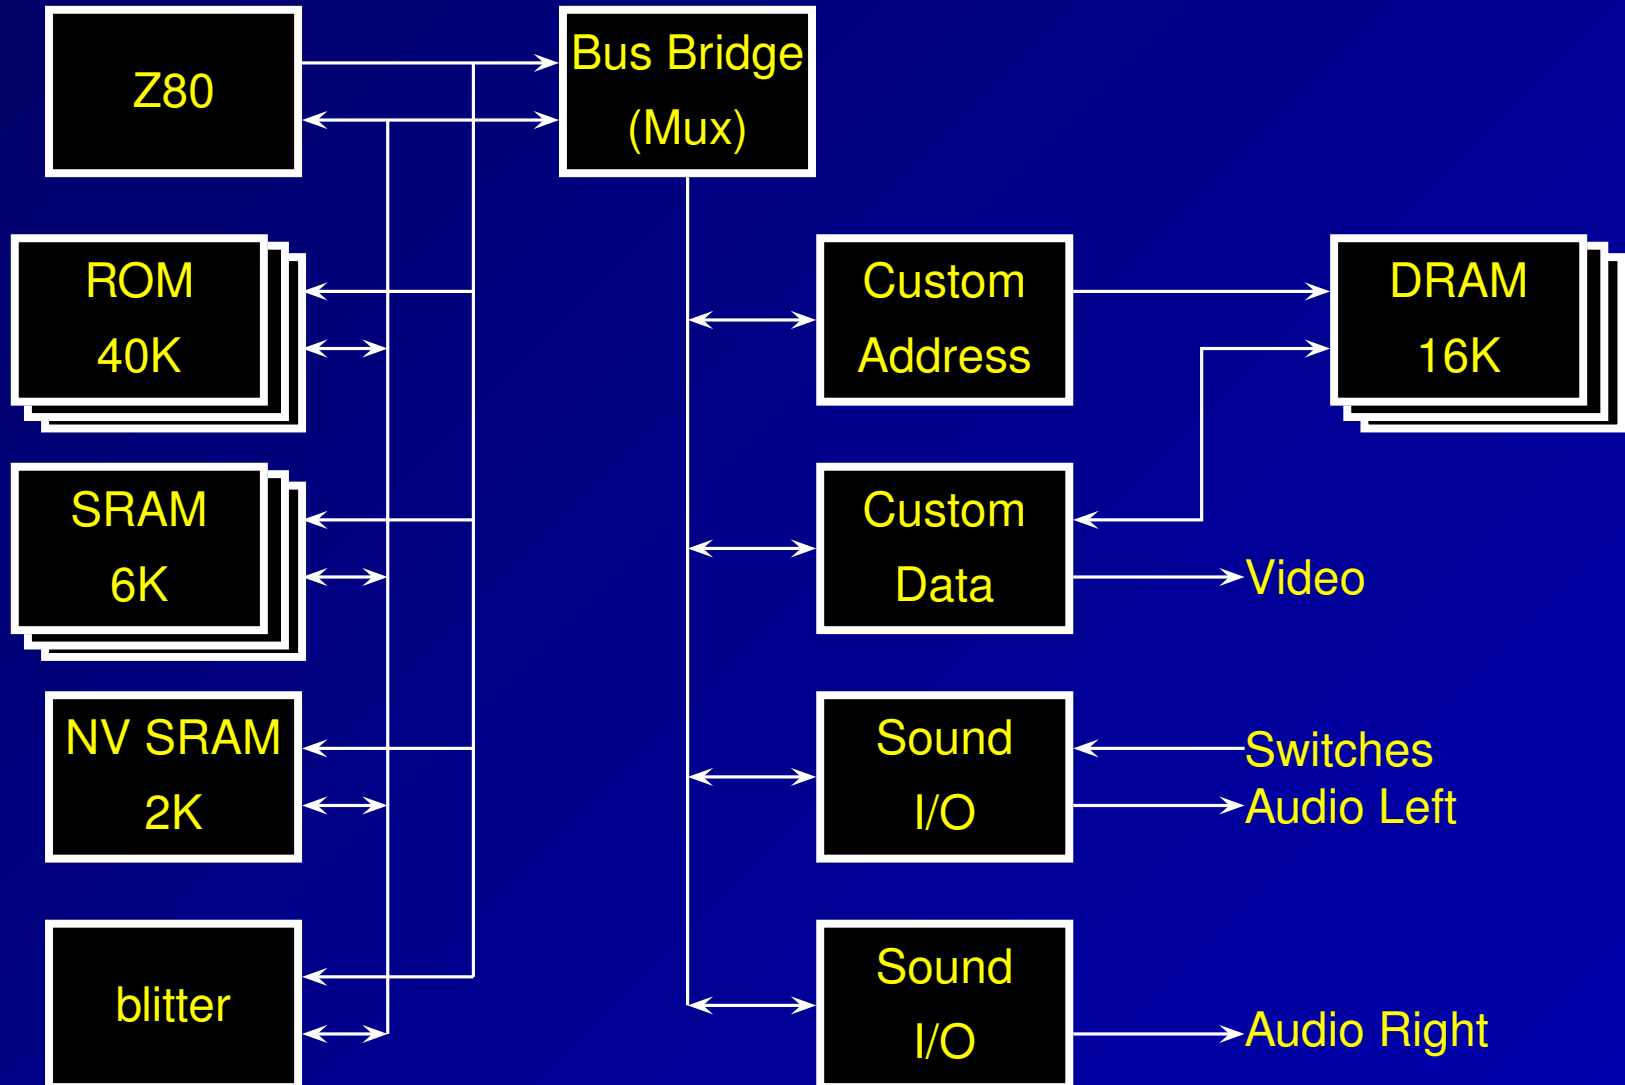 Z80
Bus Bridge
(Mux)
ROM
40K
Custom
Address
DRAM
16K
SRAM
6K
Custom
Data
Video
NV SRAM
2K
Sound
I/O
Switches
Audio Left
blitter
Sound
I/O
Audio Right